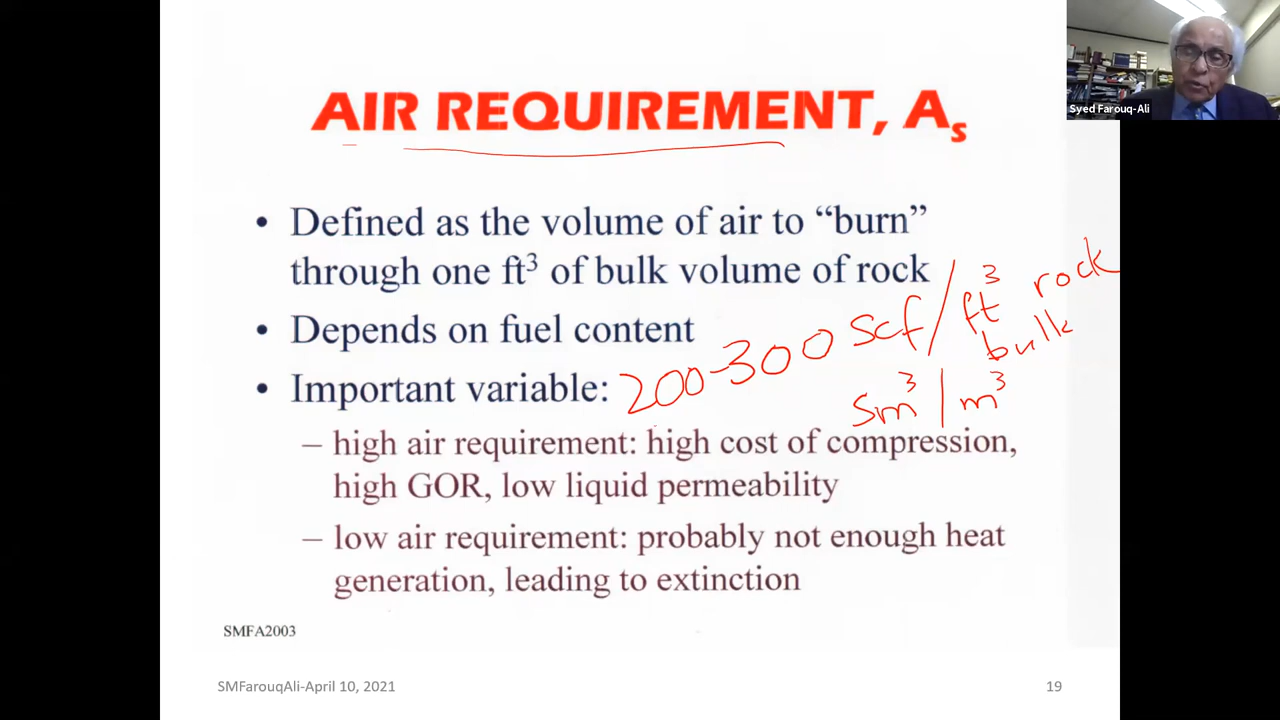 AIR REQUIREMENT, As
Syed Farouq-Ali
• Defined as the volume of air to “burn”
through one ft³ of bulk volume of rock
• Depends on fuel content
• Important variable:
200-300 Scf/ft³ rock
bulk
Sm³/m³
– high air requirement: high cost of compression,
high GOR, low liquid permeability
– low air requirement: probably not enough heat
generation, leading to extinction
SMFA2003
SMFarouqAli-April 10, 2021
19